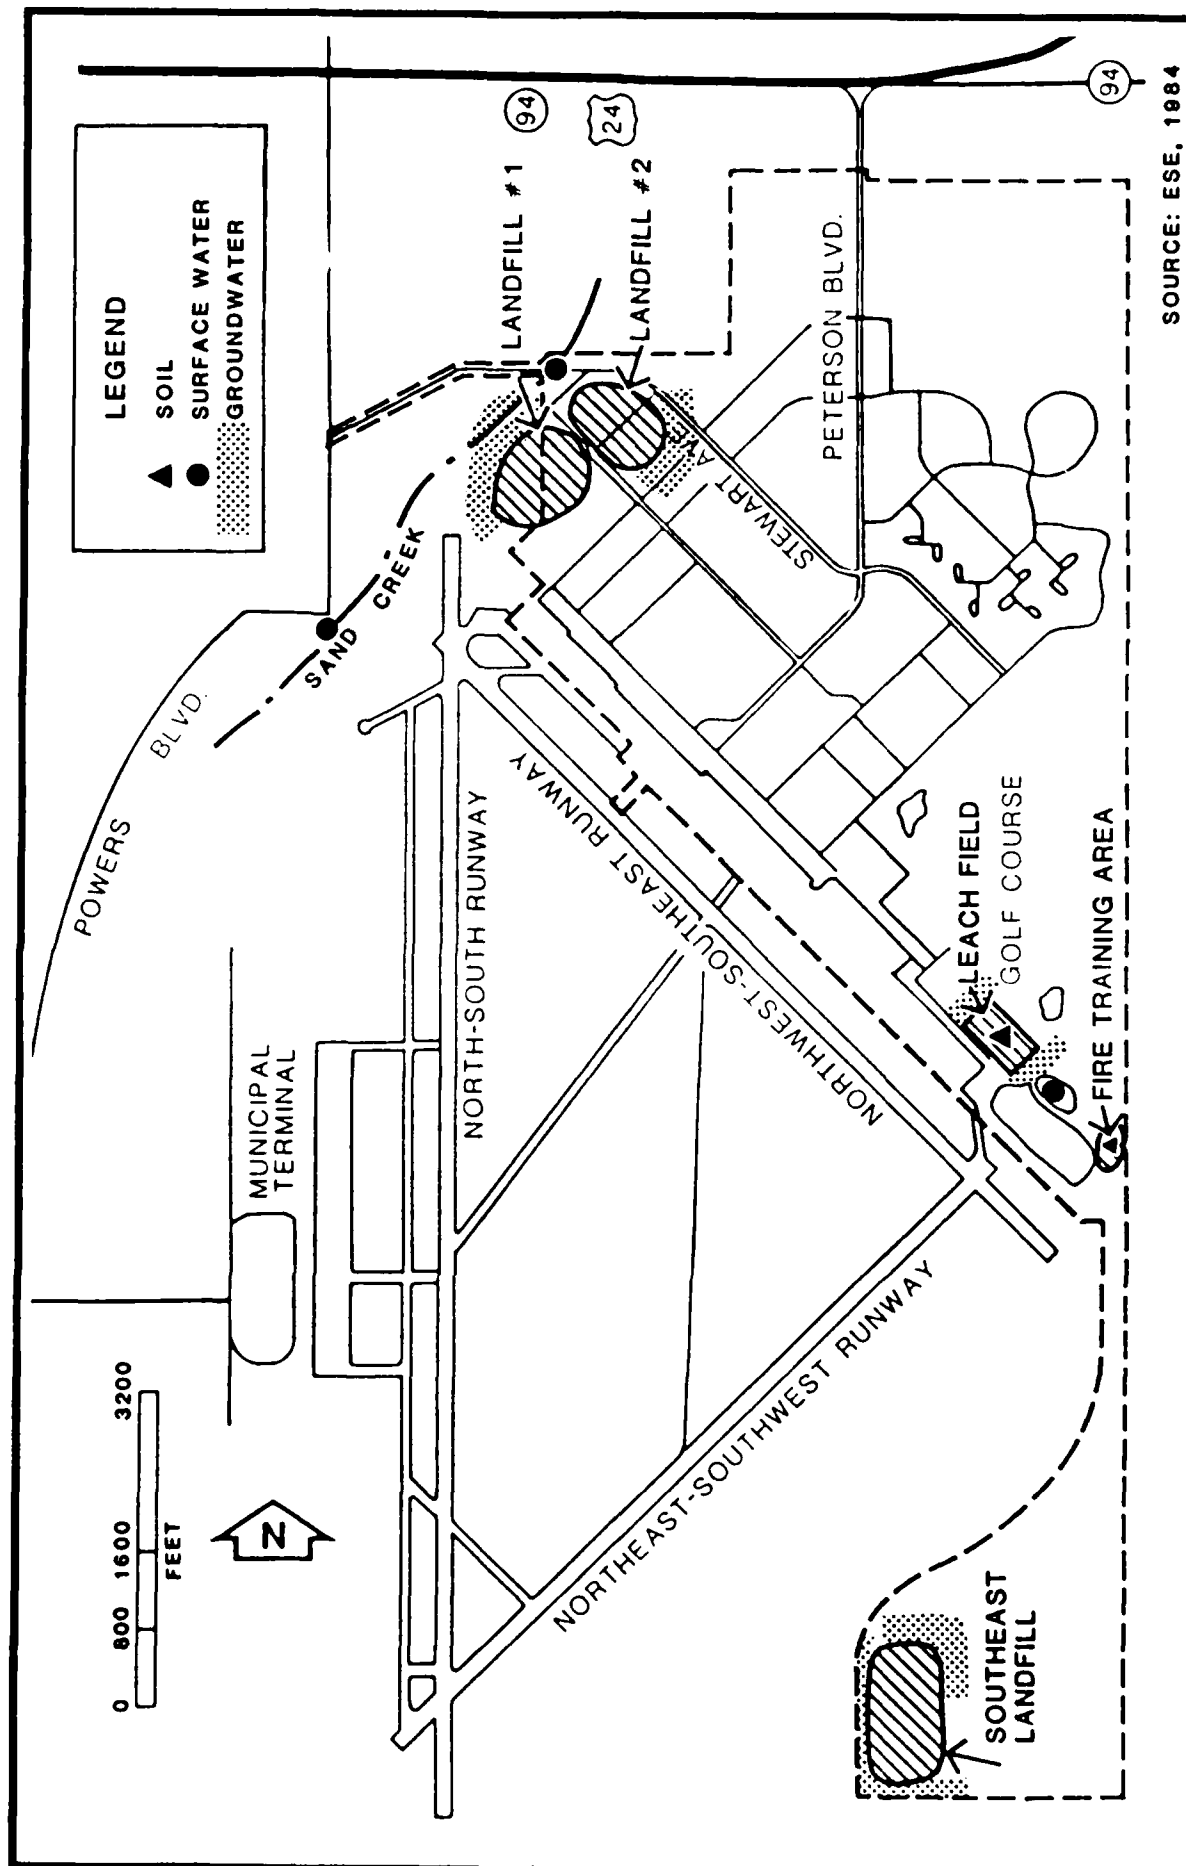 LEGEND
SOIL
SURFACE WATER
GROUNDWATER
94
24
LANDFILL #1
LANDFILL #2
94
POWERS BLVD.
SAND CREEK
STEWART AVE
PETERSON BLVD.
MUNICIPAL
TERMINAL
NORTH-SOUTH RUNWAY
NORTHWEST-SOUTHEAST RUNWAY
NORTHEAST-SOUTHWEST RUNWAY
LEACH FIELD
GOLF COURSE
FIRE TRAINING AREA
SOUTHEAST
LANDFILL
0 800 1600 3200
FEET
N
SOURCE: ESE, 1984